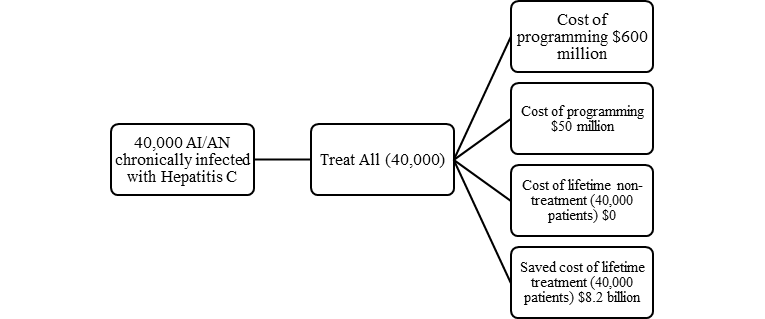 40,000 AI/AN
chronically infected
with Hepatitis C
Treat All (40,000)
Cost of
programming $600
million
Cost of programming
$50 million
Cost of lifetime non-
treatment (40,000
patients) $0
Saved cost of lifetime
treatment (40,000
patients) $8.2 billion